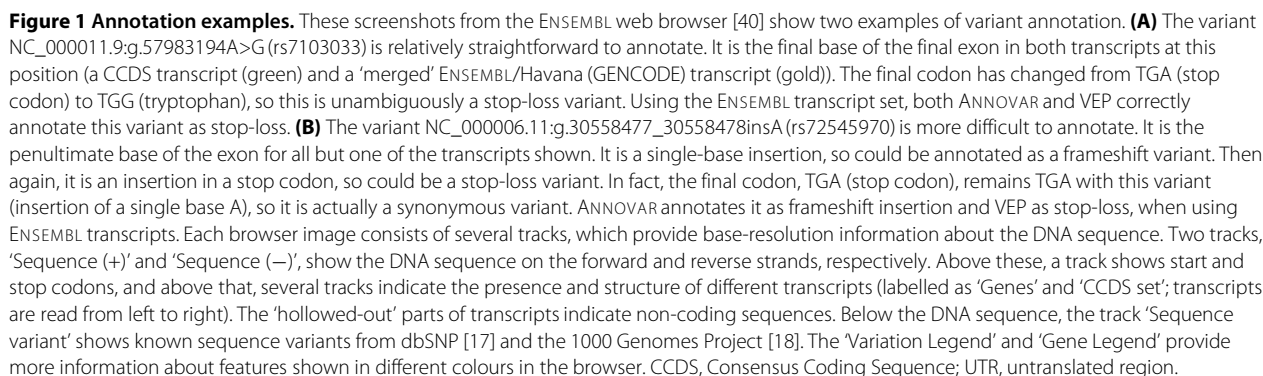 Figure 1 Annotation examples. These screenshots from the ENSEMBL web browser [40] show two examples of variant annotation. (A) The variant
NC_000011.9:g.57983194A>G (rs7103033) is relatively straightforward to annotate. It is the final base of the final exon in both transcripts at this
position (a CCDS transcript (green) and a ‘merged’ ENSEMBL/Havana (GENCODE) transcript (gold)). The final codon has changed from TGA (stop
codon) to TGG (tryptophan), so this is unambiguously a stop-loss variant. Using the ENSEMBL transcript set, both ANNOVAR and VEP correctly
annotate this variant as stop-loss. (B) The variant NC_000006.11:g.30558477_30558478insA (rs72545970) is more difficult to annotate. It is the
penultimate base of the exon for all but one of the transcripts shown. It is a single-base insertion, so could be annotated as a frameshift variant. Then
again, it is an insertion in a stop codon, so could be a stop-loss variant. In fact, the final codon, TGA (stop codon), remains TGA with this variant
(insertion of a single base A), so it is actually a synonymous variant. ANNOVAR annotates it as frameshift insertion and VEP as stop-loss, when using
ENSEMBL transcripts. Each browser image consists of several tracks, which provide base-resolution information about the DNA sequence. Two tracks,
‘Sequence (+)’ and ‘Sequence (−)’, show the DNA sequence on the forward and reverse strands, respectively. Above these, a track shows start and
stop codons, and above that, several tracks indicate the presence and structure of different transcripts (labelled as ‘Genes’ and ‘CCDS set’; transcripts
are read from left to right). The ‘hollowed-out’ parts of transcripts indicate non-coding sequences. Below the DNA sequence, the track ‘Sequence
variant’ shows known sequence variants from dbSNP [17] and the 1000 Genomes Project [18]. The ‘Variation Legend’ and ‘Gene Legend’ provide
more information about features shown in different colours in the browser. CCDS, Consensus Coding Sequence; UTR, untranslated region.